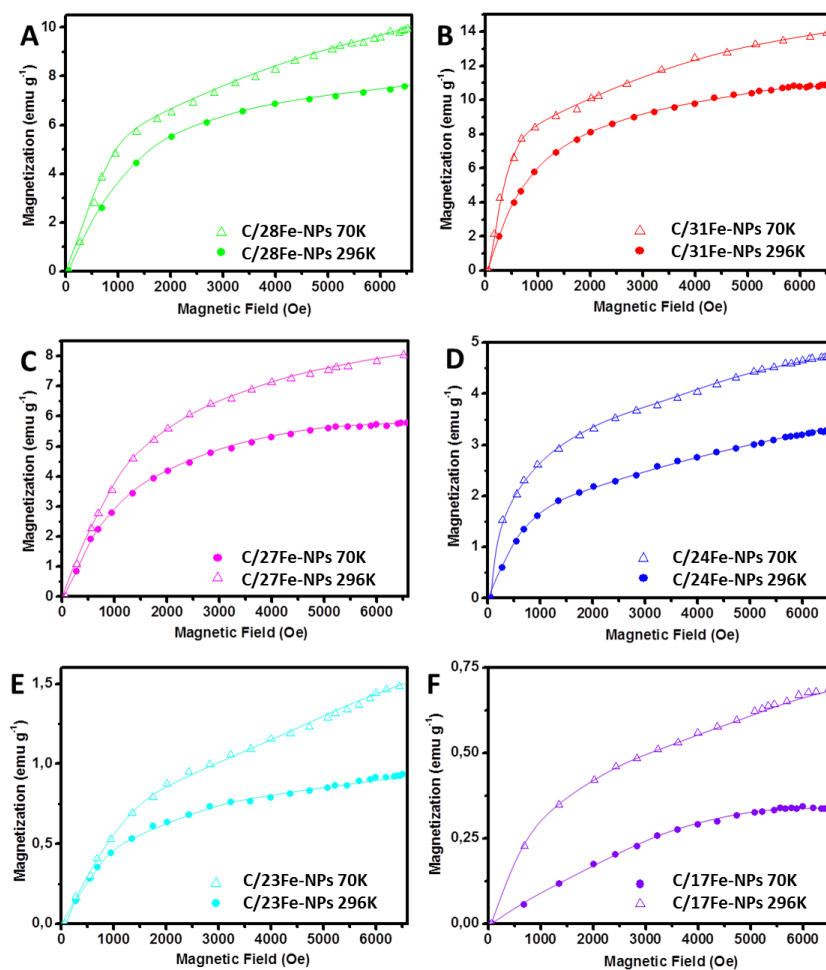 A
10
8
6
4
2
0
Magnetization (emu g⁻¹)
C/28Fe-NPs 70K
C/28Fe-NPs 296K
0 1000 2000 3000 4000 5000 6000
Magnetic Field (Oe)
B
14
12
10
8
6
4
2
0
Magnetization (emu g⁻¹)
C/31Fe-NPs 70K
C/31Fe-NPs 296K
0 1000 2000 3000 4000 5000 6000
Magnetic Field (Oe)
C
8
7
6
5
4
3
2
1
0
Magnetization (emu g⁻¹)
C/27Fe-NPs 70K
C/27Fe-NPs 296K
0 1000 2000 3000 4000 5000 6000
Magnetic Field (Oe)
D
5
4
3
2
1
0
Magnetization (emu g⁻¹)
C/24Fe-NPs 70K
C/24Fe-NPs 296K
0 1000 2000 3000 4000 5000 6000
Magnetic Field (Oe)
E
1,5
1,0
0,5
0,0
Magnetization (emu g⁻¹)
C/23Fe-NPs 70K
C/23Fe-NPs 296K
0 1000 2000 3000 4000 5000 6000
Magnetic Field (Oe)
F
0,75
0,50
0,25
0,00
Magnetization (emu g⁻¹)
C/17Fe-NPs 70K
C/17Fe-NPs 296K
0 1000 2000 3000 4000 5000 6000
Magnetic Field (Oe)